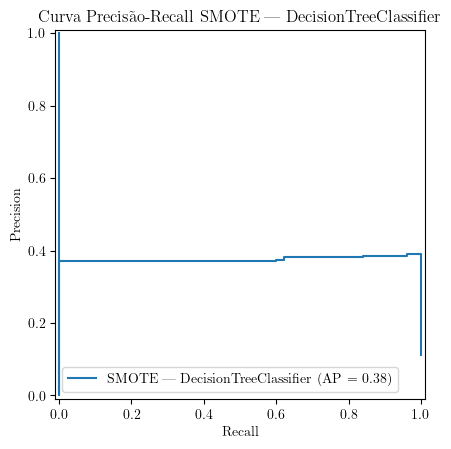 Curva Precisão-Recall SMOTE — DecisionTreeClassifier
1.0
0.8
0.6
0.4
0.2
0.0
Precision
SMOTE — DecisionTreeClassifier (AP = 0.38)
0.0 0.2 0.4 0.6 0.8 1.0
Recall